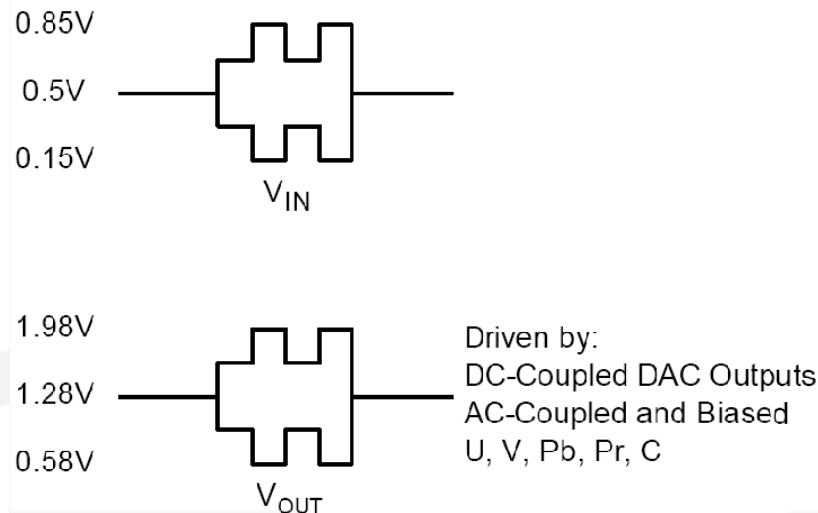 0.85V
0.5V
0.15V
VIN
1.98V
1.28V
0.58V
VOUT
Driven by:
DC-Coupled DAC Outputs
AC-Coupled and Biased
U, V, Pb, Pr, C